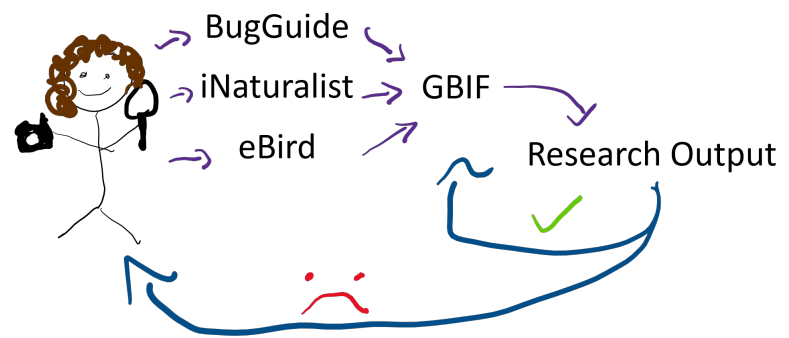 BugGuide
iNaturalist
GBIF
eBird
Research Output